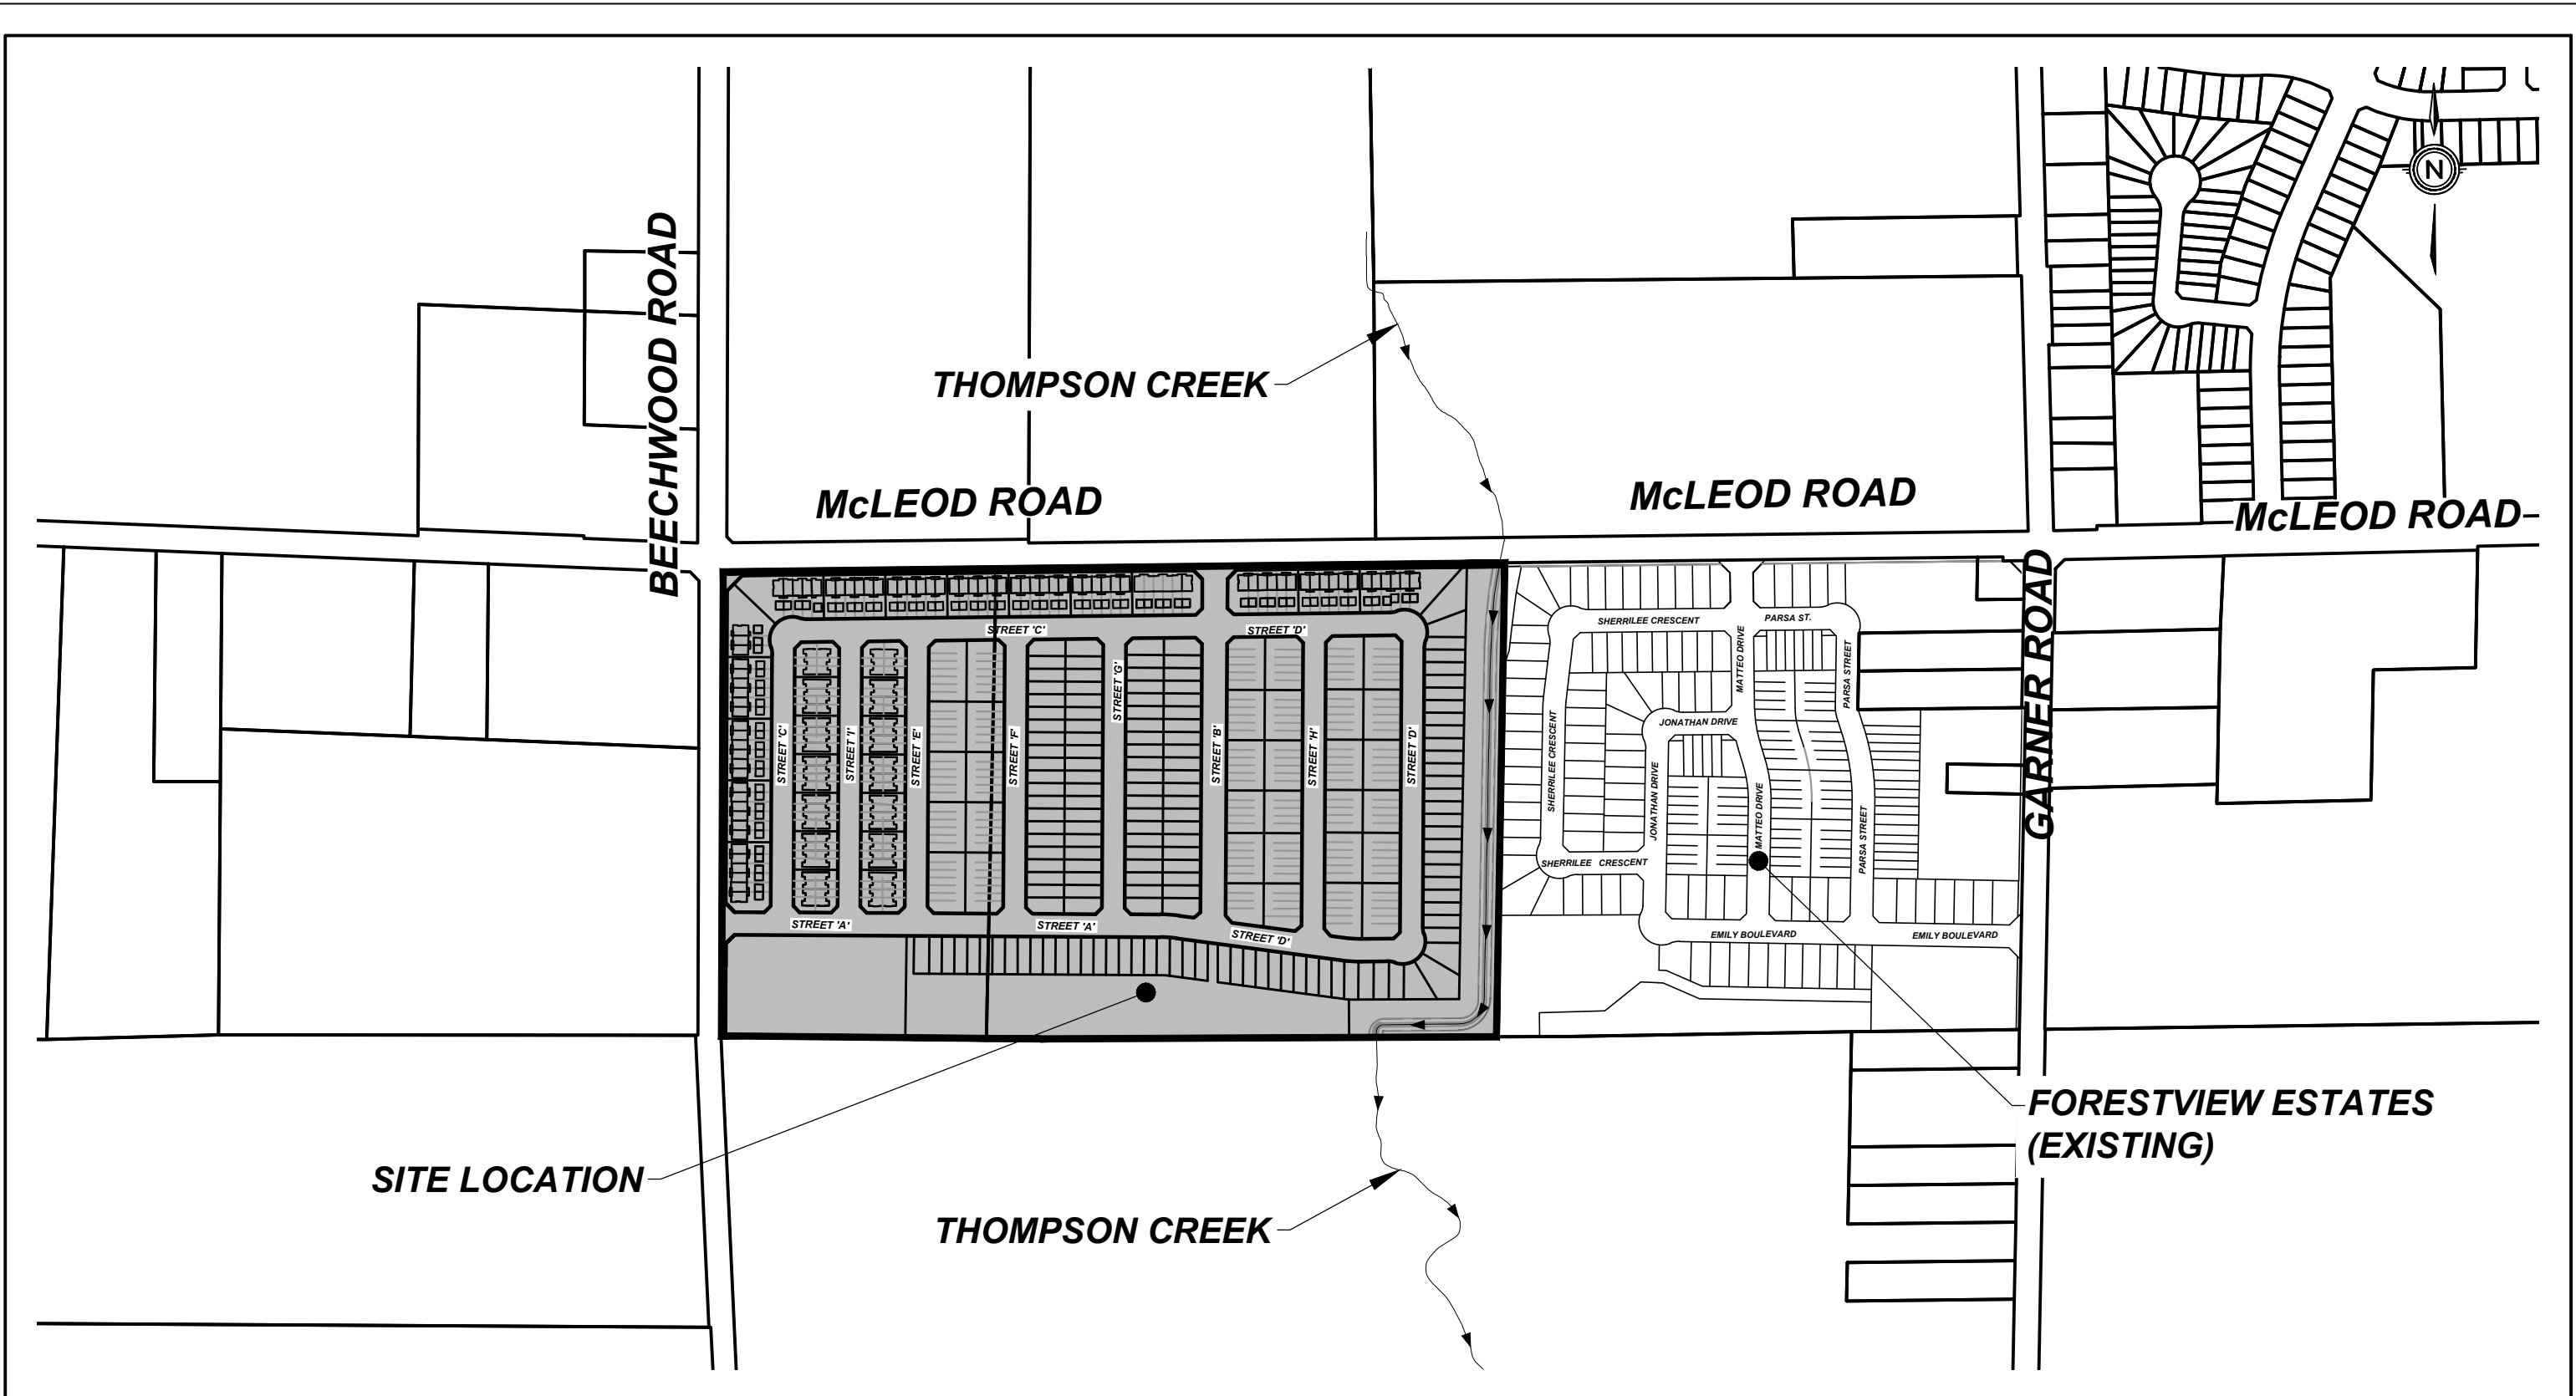 N
BEECHWOOD ROAD
THOMPSON CREEK
McLEOD ROAD
McLEOD ROAD
McLEOD ROAD
GARNER ROAD
STREET 'C'
STREET 'D'
SHERRILEE CRESCENT
PARSA ST.
MATTEO DRIVE
PARSA STREET
STREET 'G'
JONATHAN DRIVE
STREET 'C'
STREET 'I'
STREET 'E'
STREET 'F'
STREET 'B'
STREET 'H'
STREET 'D'
SHERRILEE CRESCENT
JONATHAN DRIVE
MATTEO DRIVE
PARSA STREET
SHERRILEE CRESCENT
STREET 'A'
STREET 'A'
STREET 'D'
EMILY BOULEVARD
EMILY BOULEVARD
FORESTVIEW ESTATES
(EXISTING)
SITE LOCATION
THOMPSON CREEK